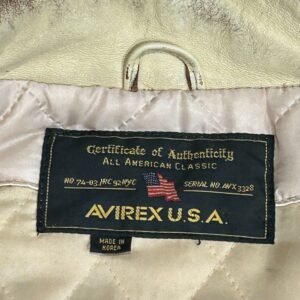 Certificate of Authenticity
ALL AMERICAN CLASSIC
NO 74-83 JRC 92 NYC
SERIAL NO. AVX 3328
AVIREX U.S.A.
MADE IN
KOREA